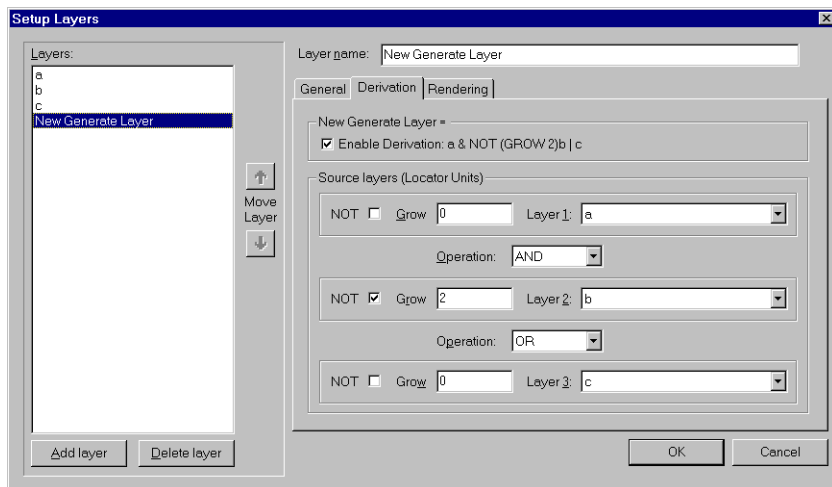 Setup Layers
Layers:
a
b
c
New Generate Layer
Move
Layer
Add layer
Delete layer
Layer name: New Generate Layer
General Derivation Rendering
New Generate Layer =
Enable Derivation: a & NOT (GROW 2)b | c
Source layers (Locator Units)
NOT Grow 0 Layer 1: a
Operation: AND
NOT Grow 2 Layer 2: b
Operation: OR
NOT Grow 0 Layer 3: c
OK Cancel